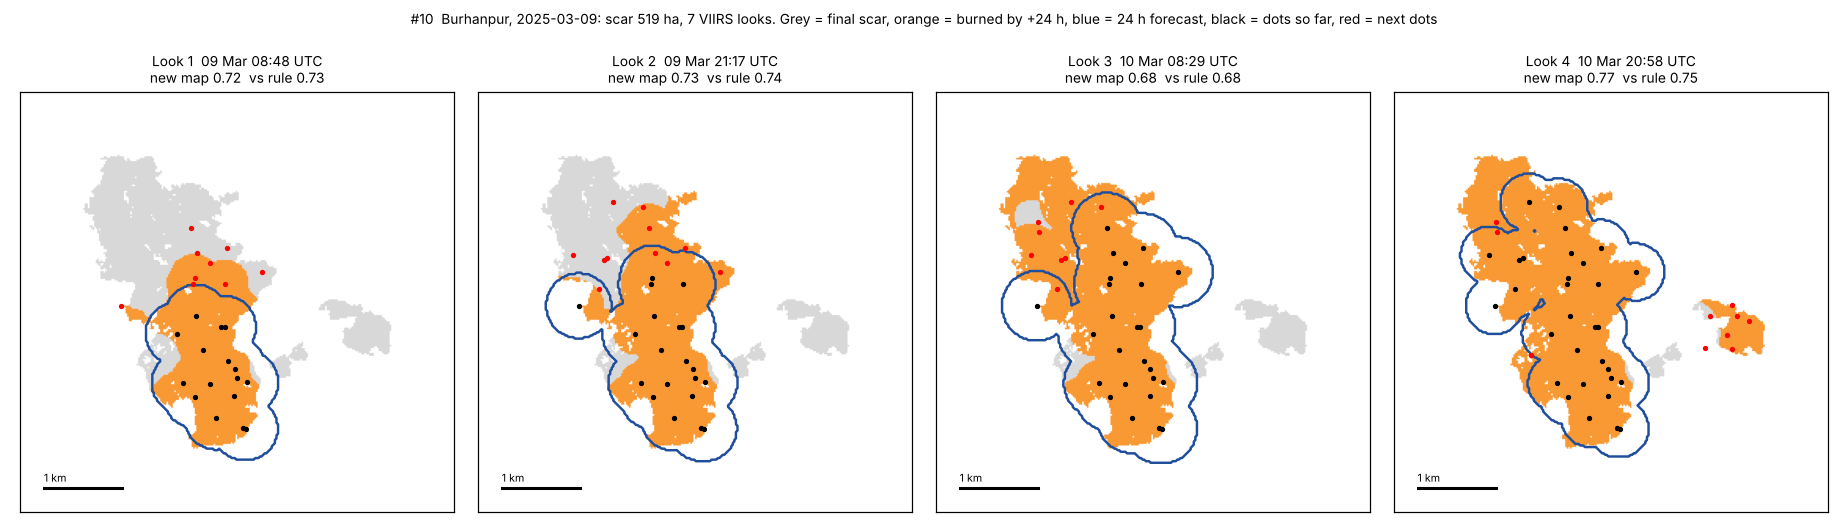 #10  Burhanpur, 2025-03-09: scar 519 ha, 7 VIIRS looks. Grey = final scar, orange = burned by +24 h, blue = 24 h forecast, black = dots so far, red = next dots
Look 1  09 Mar 08:48 UTC
new map 0.72  vs rule 0.73
1 km
Look 2  09 Mar 21:17 UTC
new map 0.73  vs rule 0.74
1 km
Look 3  10 Mar 08:29 UTC
new map 0.68  vs rule 0.68
1 km
Look 4  10 Mar 20:58 UTC
new map 0.77  vs rule 0.75
1 km